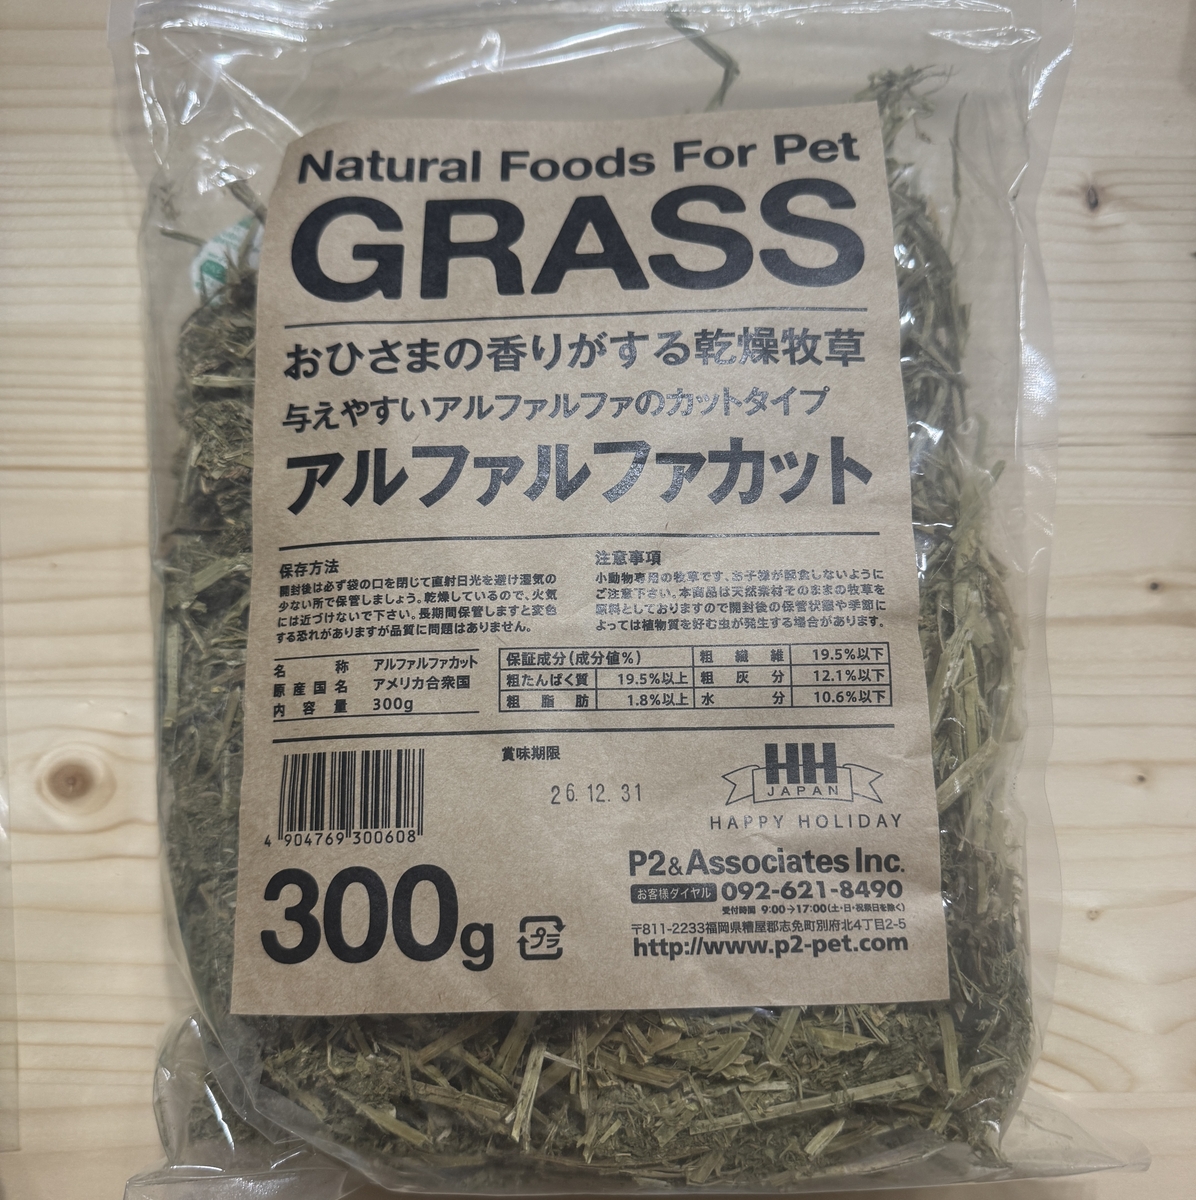 Natural Foods For Pet
GRASS
おひさまの香りがする乾燥牧草
与えやすいアルファルファのカットタイプ
アルファルファカット
保存方法
開封後は必ず袋の口を閉じて直射日光を避け湿気の
少ない所で保管しましょう。乾燥しているので、火気
には近づけないで下さい。長期間保管しますと変色
する恐れがありますが品質に問題はありません。
注意事項
小動物専用の牧草です。お子様が誤食しないように
ご注意下さい。本商品は天然素材そのままの牧草を
原料としておりますので開封後の保管状態や季節に
よっては植物質を好む虫が発生する場合があります。
名称 アルファルファカット
原産国名 アメリカ合衆国
内容量 300g
保証成分(成分値%) 粗繊維 19.5%以下
粗たんぱく質 19.5%以上 粗灰分 12.1%以下
粗脂肪 1.8%以上 水分 10.6%以下
4 904769 300608
賞味期限
26.12.31
HH
JAPAN
HAPPY HOLIDAY
300g
プラ
P2&Associates Inc.
お客様ダイヤル 092-621-8490
受付時間 9:00→17:00(土・日・祝祭日を除く)
〒811-2233福岡県糟屋郡志免町別府北4丁目2-5
http://www.p2-pet.com